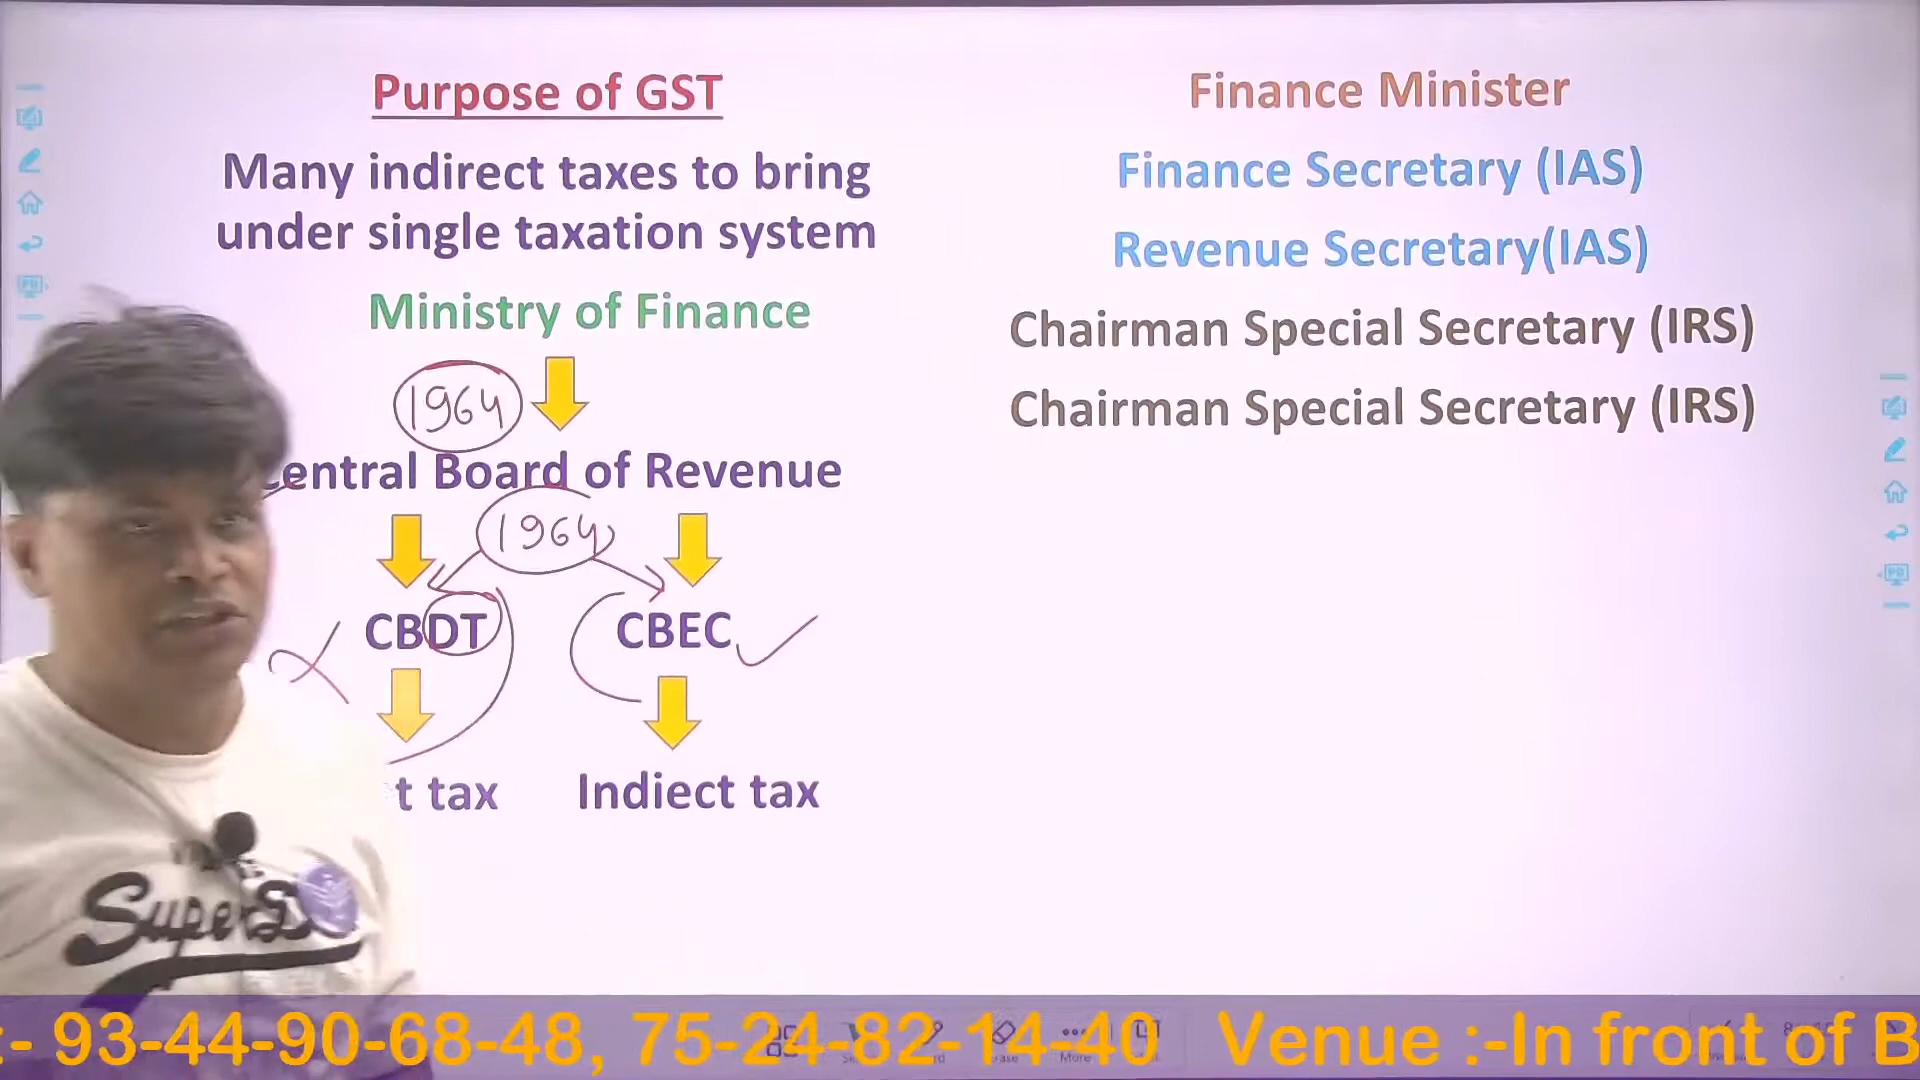 Purpose of GST
Many indirect taxes to bring
under single taxation system
Ministry of Finance
1964
entral Board of Revenue
1964
CBDT
CBEC
t tax
Indiect tax
Finance Minister
Finance Secretary (IAS)
Revenue Secretary(IAS)
Chairman Special Secretary (IRS)
Chairman Special Secretary (IRS)
:- 93-44-90-68-48, 75-24-82-14-40 Venue :-In front of B
More